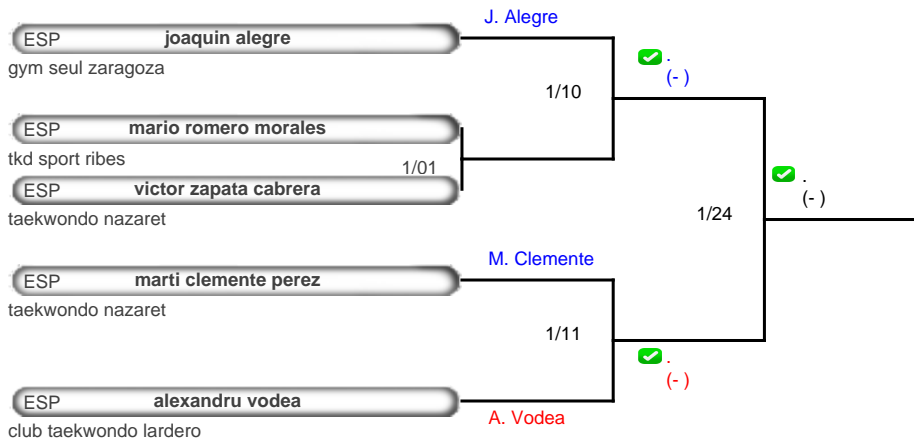 J. Alegre
ESP joaquin alegre
gym seul zaragoza
.
(- )
1/10
ESP mario romero morales
tkd sport ribes
1/01
ESP victor zapata cabrera
taekwondo nazaret
.
(- )
1/24
M. Clemente
ESP marti clemente perez
taekwondo nazaret
1/11
.
(- )
ESP alexandru vodea
A. Vodea
club taekwondo lardero